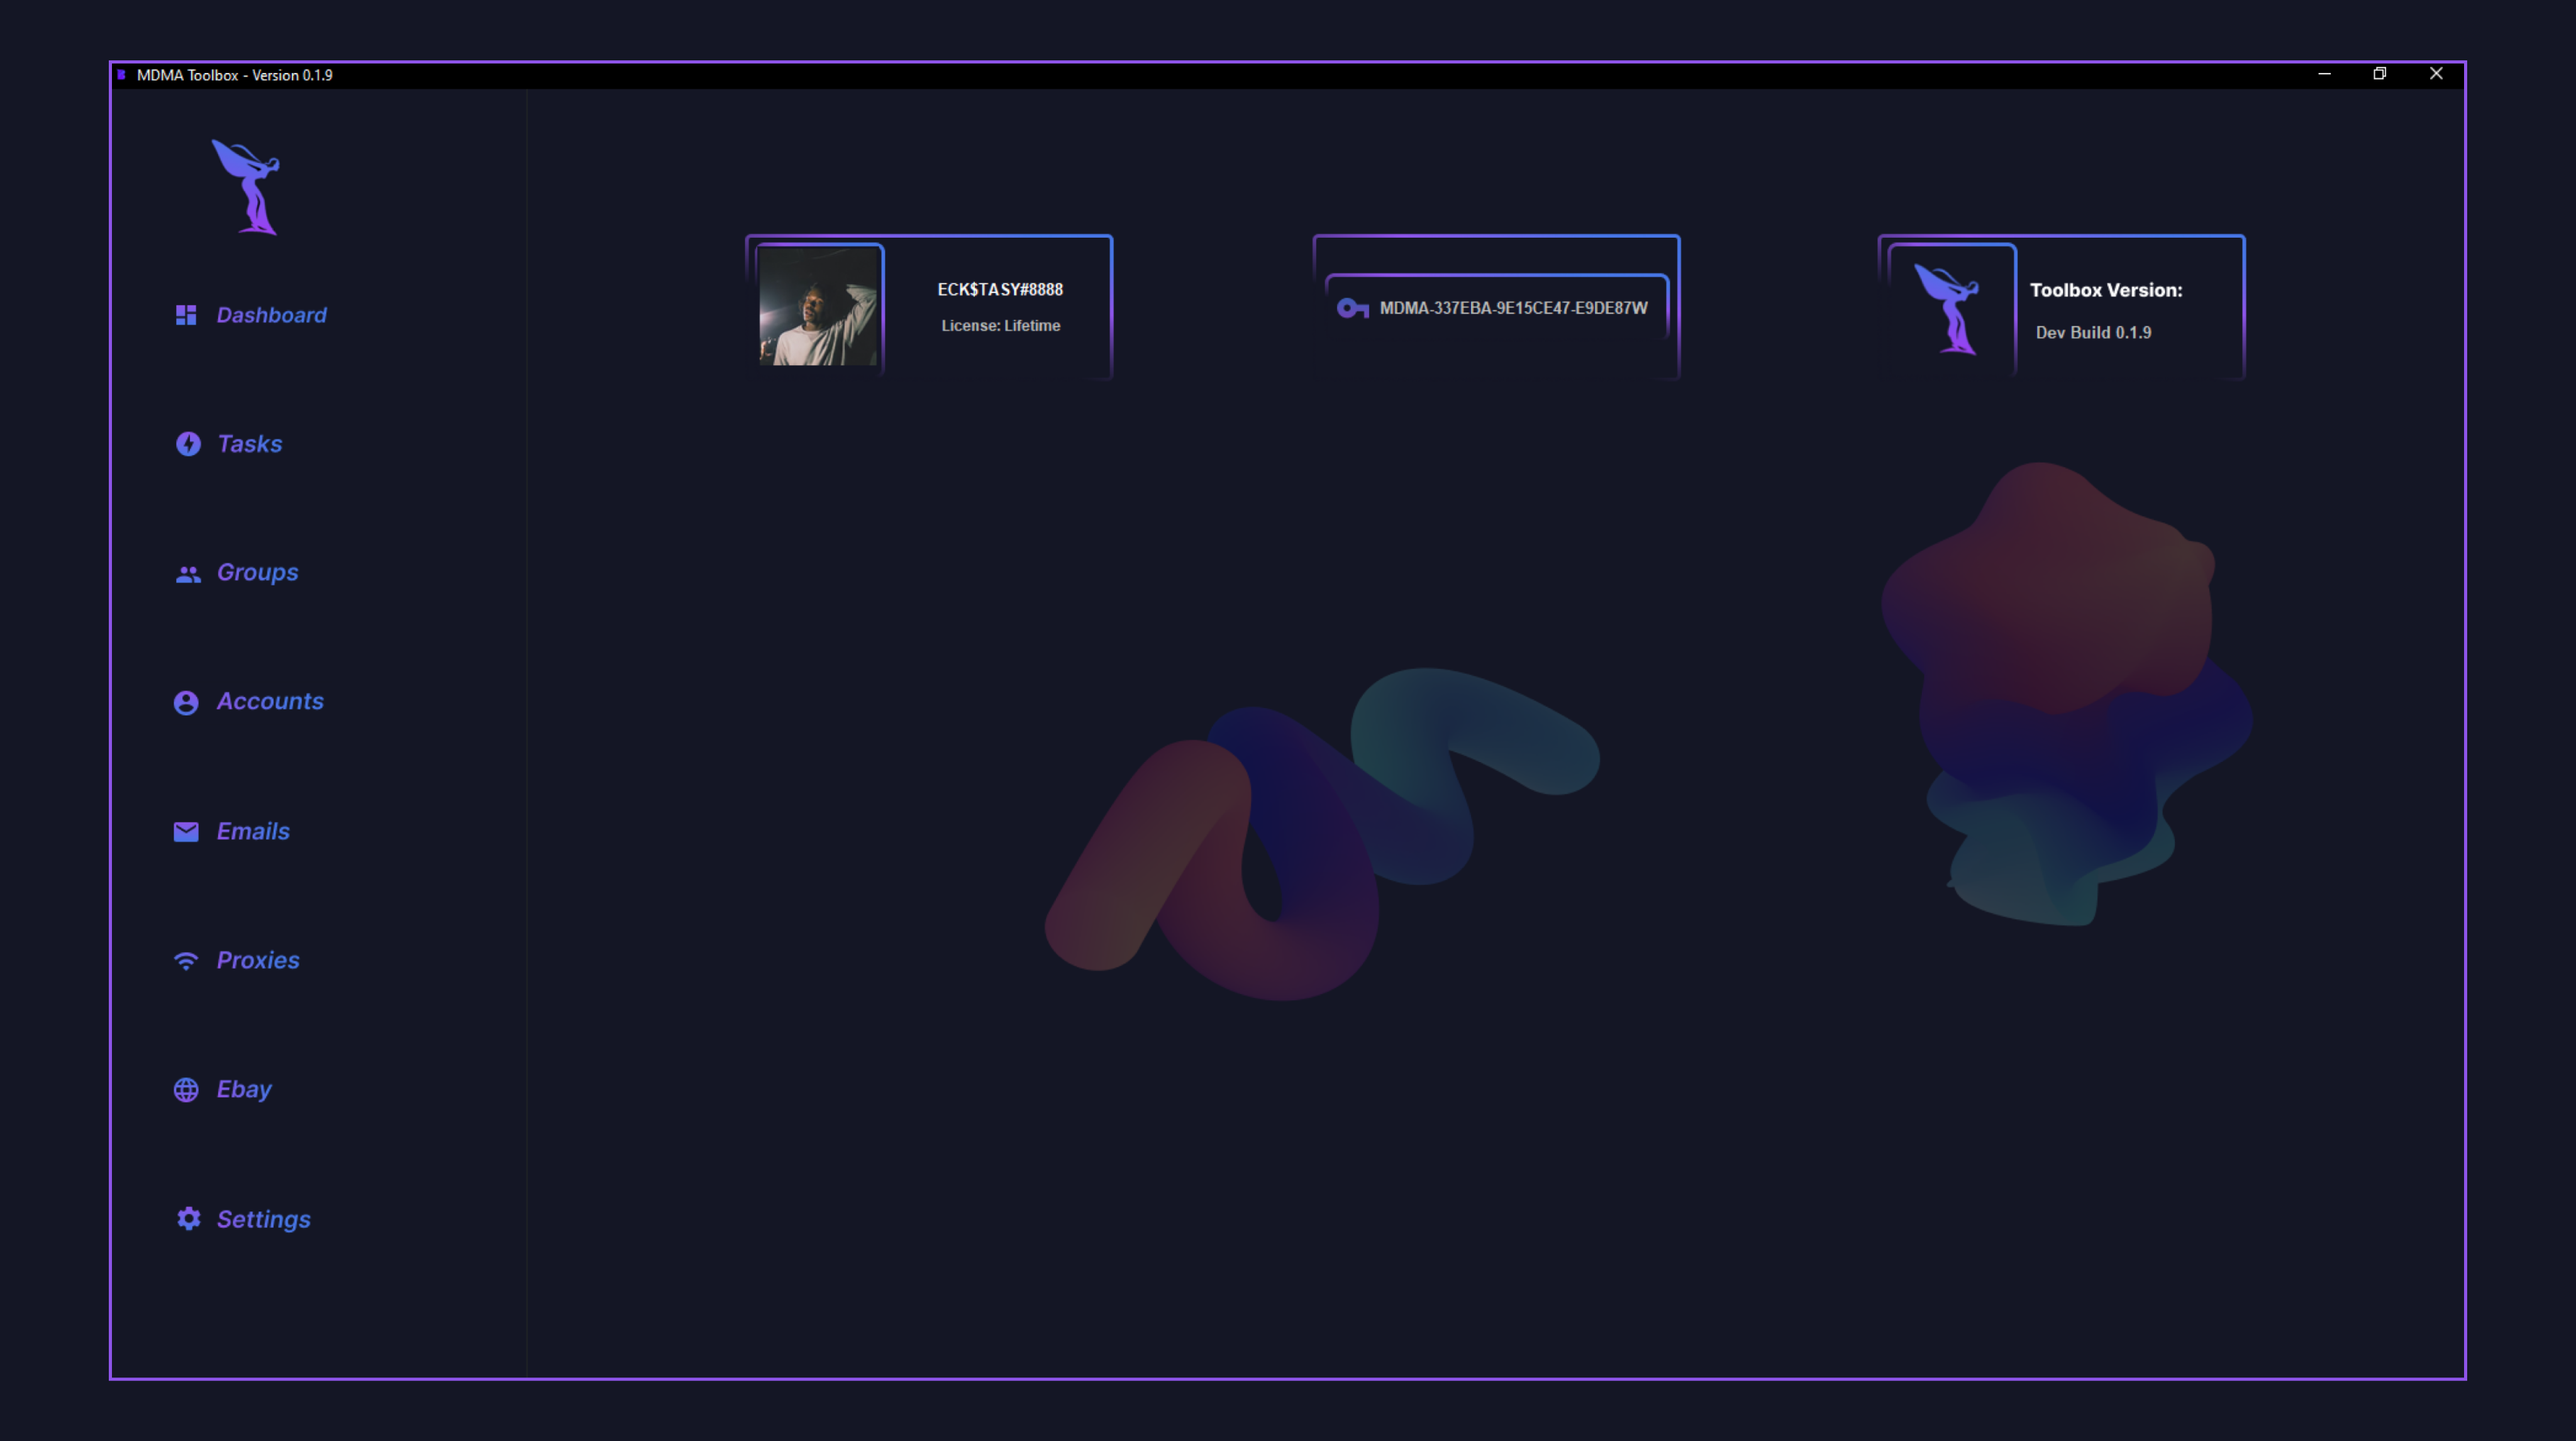 MDMA Toolbox - Version 0.1.9
Dashboard
Tasks
Groups
Accounts
Emails
Proxies
Ebay
Settings
ECK$TASY#8888
License: Lifetime
MDMA-337EBA-9E15CE47-E9DE87W
Toolbox Version:
Dev Build 0.1.9